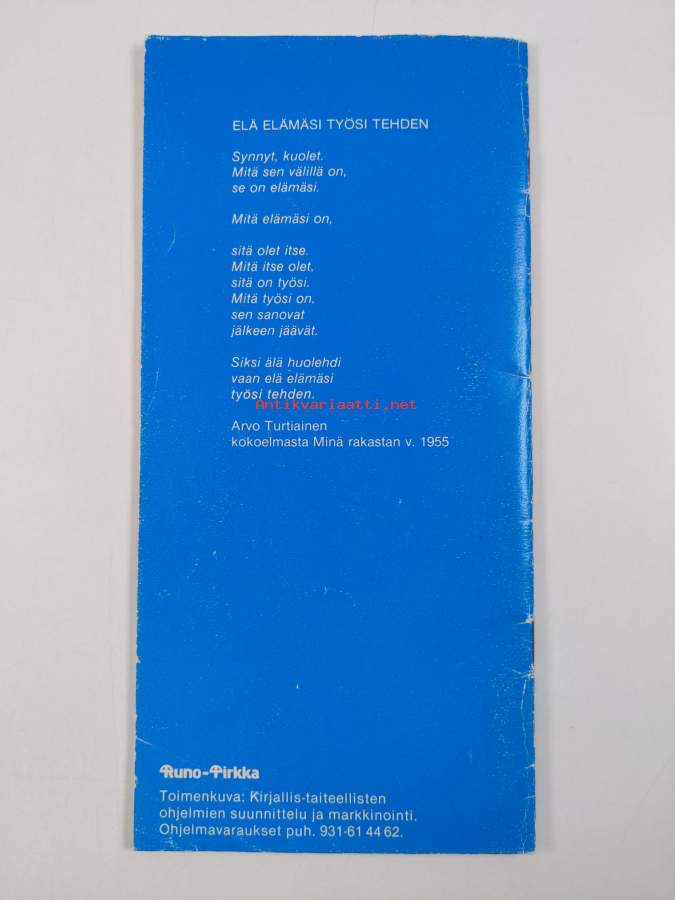 ELÄ ELÄMÄSI TYÖSI TEHDEN
Synnyt, kuolet.
Mitä sen välillä on,
se on elämäsi.
Mitä elämäsi on,
sitä olet itse.
Mitä itse olet,
sitä on työsi.
Mitä työsi on,
sen sanovat
jälkeen jäävät.
Siksi älä huolehdi
vaan elä elämäsi
työsi tehden.
Antikvariaatti.net
Arvo Turtiainen
kokoelmasta Minä rakastan v. 1955
Runo-Pirkka
Toimenkuva: Kirjallis-taiteellisten
ohjelmien suunnittelu ja markkinointi.
Ohjelmavaraukset puh. 931-61 44 62.